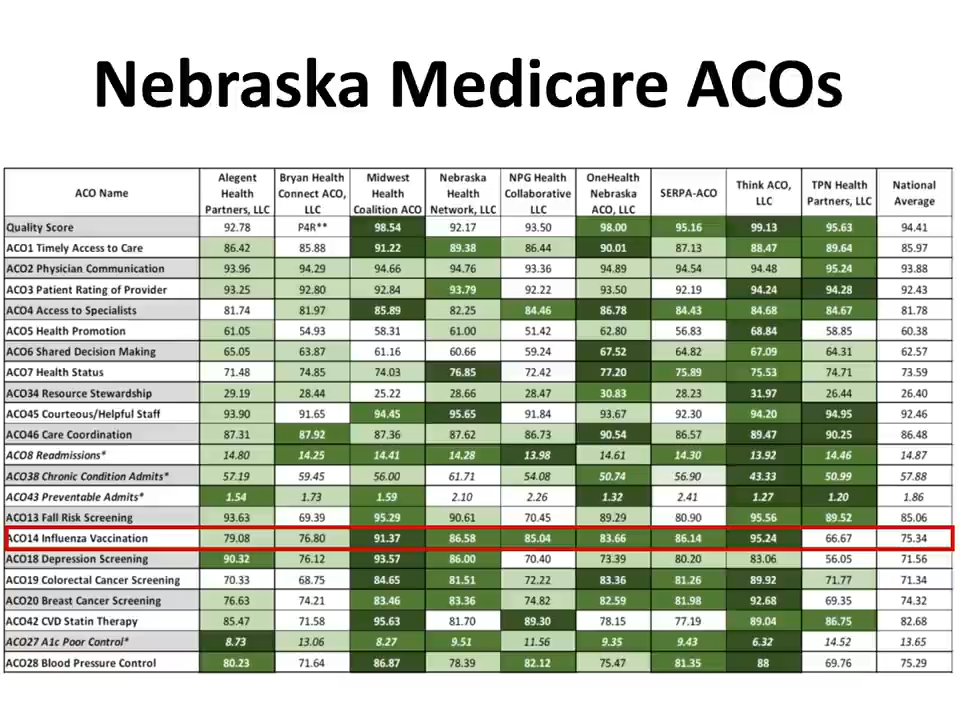 Nebraska Medicare ACOs
ACO Name Alegent Health Partners, LLC Bryan Health Connect ACO, LLC Midwest Health Coalition ACO Nebraska Health Network, LLC NPG Health Collaborative LLC OneHealth Nebraska ACO, LLC SERPA-ACO Think ACO, LLC TPN Health Partners, LLC National Average
Quality Score 92.78 P4R** 98.54 92.17 93.50 98.00 95.16 99.13 95.63 94.41
ACO1 Timely Access to Care 86.42 85.88 91.22 89.38 86.44 90.01 87.13 88.47 89.64 85.97
ACO2 Physician Communication 93.96 94.29 94.66 94.76 93.36 94.89 94.54 94.48 95.24 93.88
ACO3 Patient Rating of Provider 93.25 92.80 92.84 93.79 92.22 93.50 92.19 94.24 94.28 92.43
ACO4 Access to Specialists 81.74 81.97 85.89 82.25 84.46 86.78 84.43 84.68 84.67 81.78
ACO5 Health Promotion 61.05 54.93 58.31 61.00 51.42 62.80 56.83 68.84 58.85 60.38
ACO6 Shared Decision Making 65.05 63.87 61.16 60.66 59.24 67.52 64.82 67.09 64.31 62.57
ACO7 Health Status 71.48 74.85 74.03 76.85 72.42 77.20 75.89 75.53 74.71 73.59
ACO34 Resource Stewardship 29.19 28.44 25.22 28.66 28.47 30.83 28.23 31.97 26.44 26.40
ACO45 Courteous/Helpful Staff 93.90 91.65 94.45 95.65 91.84 93.67 92.30 94.20 94.95 92.46
ACO46 Care Coordination 87.31 87.92 87.36 87.62 86.73 90.54 86.57 89.47 90.25 86.48
ACO8 Readmissions* 14.80 14.25 14.41 14.28 13.98 14.61 14.30 13.92 14.46 14.87
ACO38 Chronic Condition Admits* 57.19 59.45 56.00 61.71 54.08 50.74 56.90 43.33 50.99 57.88
ACO43 Preventable Admits* 1.54 1.73 1.59 2.10 2.26 1.32 2.41 1.27 1.20 1.86
ACO13 Fall Risk Screening 93.63 69.39 95.29 90.61 70.45 89.29 80.90 95.56 89.52 85.06
ACO14 Influenza Vaccination 79.08 76.80 91.37 86.58 85.04 83.66 86.14 95.24 66.67 75.34
ACO18 Depression Screening 90.32 76.12 93.57 86.00 70.40 73.39 80.20 83.06 56.05 71.56
ACO19 Colorectal Cancer Screening 70.33 68.75 84.65 81.51 72.22 83.36 81.26 89.92 71.77 71.34
ACO20 Breast Cancer Screening 76.63 74.21 83.46 83.36 74.82 82.59 81.98 92.68 69.35 74.32
ACO42 CVD Statin Therapy 85.47 71.58 95.63 81.70 89.30 78.15 77.19 89.04 86.75 82.68
ACO27 A1c Poor Control* 8.73 13.06 8.27 9.51 11.56 9.35 9.43 6.32 14.52 13.65
ACO28 Blood Pressure Control 80.23 71.64 86.87 78.39 82.12 75.47 81.35 88 69.76 75.29